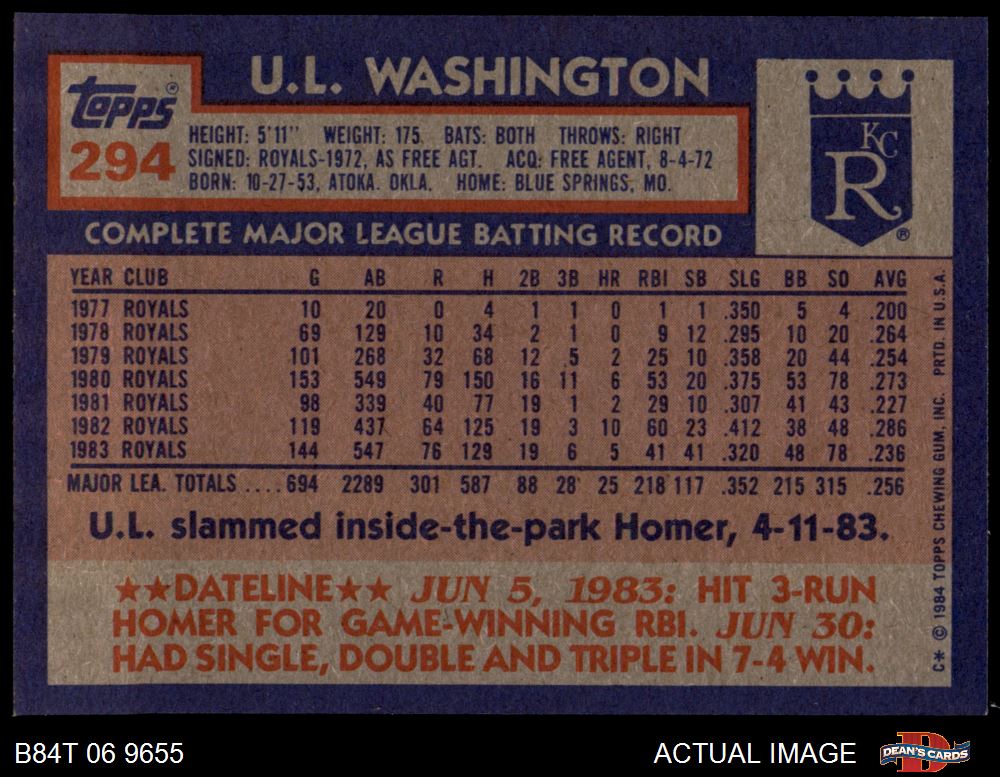 U.L. WASHINGTON
topps®
294
HEIGHT: 5'11" WEIGHT: 175. BATS: BOTH THROWS: RIGHT
SIGNED: ROYALS-1972, AS FREE AGT. ACQ: FREE AGENT, 8-4-72
BORN: 10-27-53, ATOKA. OKLA. HOME: BLUE SPRINGS, MO.
KC
R®
COMPLETE MAJOR LEAGUE BATTING RECORD
YEAR CLUB G AB R H 2B 3B HR RBI SB SLG BB SO AVG
1977 ROYALS 10 20 0 4 1 1 0 1 1 .350 5 4 .200
1978 ROYALS 69 129 10 34 2 1 0 9 12 .295 10 20 .264
1979 ROYALS 101 268 32 68 12 .5 2 25 10 .358 20 44 .254
1980 ROYALS 153 549 79 150 16 11 6 53 20 .375 53 78 .273
1981 ROYALS 98 339 40 77 19 1 2 29 10 .307 41 43 .227
1982 ROYALS 119 437 64 125 19 3 10 60 23 .412 38 48 .286
1983 ROYALS 144 547 76 129 19 6 5 41 41 .320 48 78 .236
MAJOR LEA. TOTALS ....694 2289 301 587 88 28 25 218 117 .352 215 315 .256
U.L. slammed inside-the-park Homer, 4-11-83.
★★DATELINE★★ JUN 5, 1983: HIT 3-RUN
HOMER FOR GAME-WINNING RBI. JUN 30:
HAD SINGLE, DOUBLE AND TRIPLE IN 7-4 WIN.
C* © 1984 TOPPS CHEWING GUM, INC. PRTD. IN U.S.A.
B84T 06 9655
ACTUAL IMAGE
DEAN'S CARDS